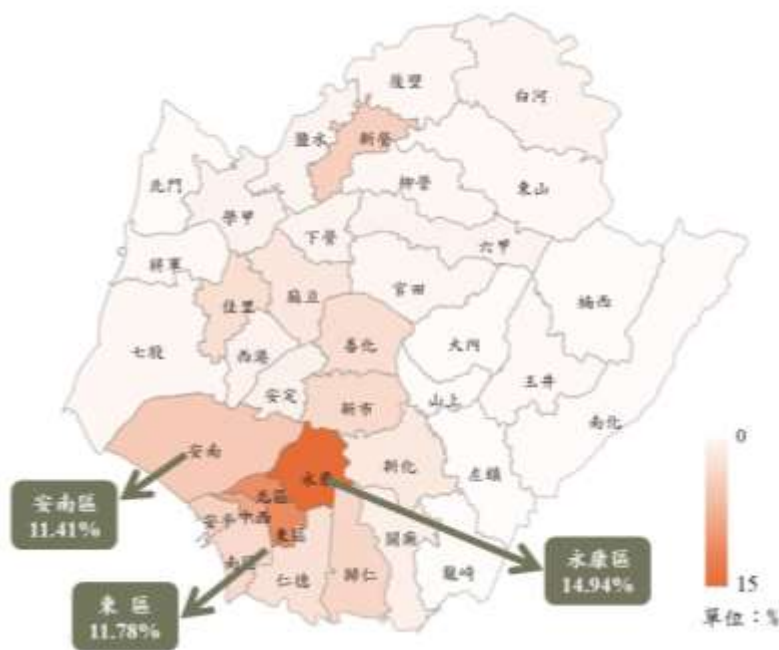 後壁
白河
鹽水
新營
北門
學甲
柳營
東山
下營
六甲
將軍
佳里
麻豆
官田
楠西
七股
西港
善化
大內
玉井
安定
新市
山上
南化
安南
永康
新化
左鎮
北區
安平
中西
東區
南區
仁德
歸仁
關廟
龍崎
安南區
11.41%
東 區
11.78%
永康區
14.94%
0
15
單位：%